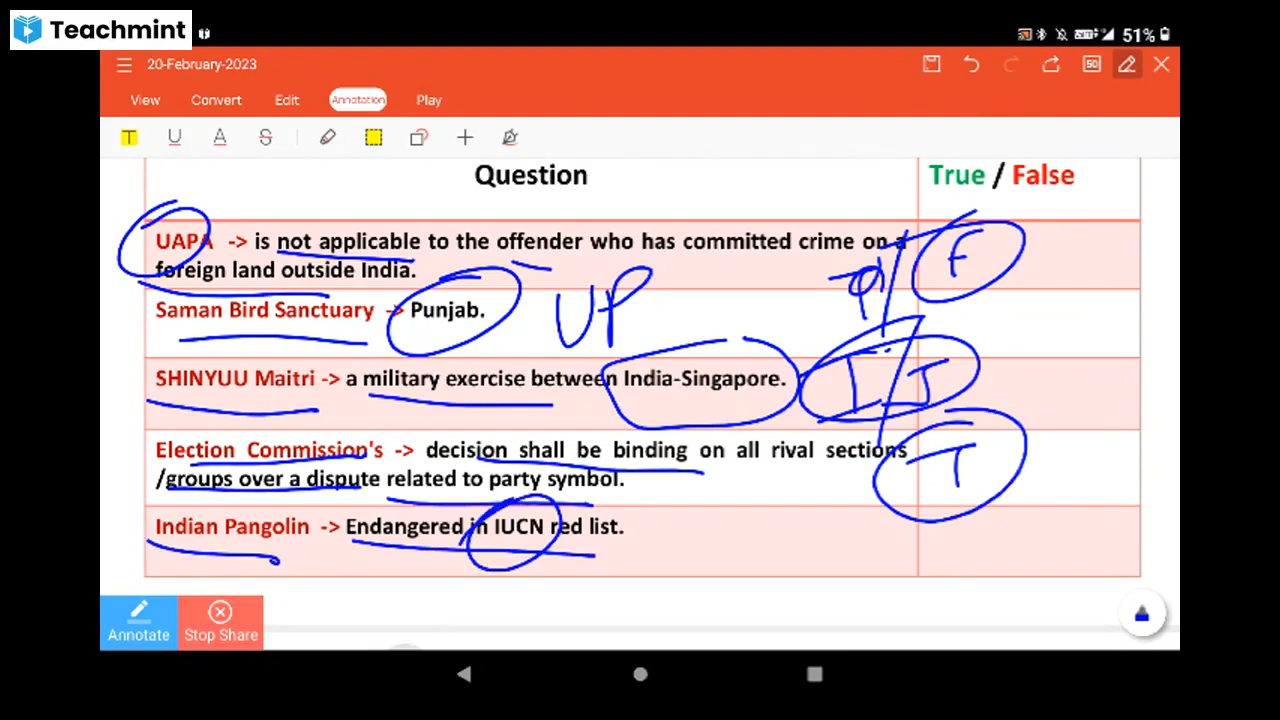 Teachmint
51%
20-February-2023
50
View Convert Edit Annotation Play
T U A S
Question True / False
UAPA -> is not applicable to the offender who has committed crime on a F
foreign land outside India.
Saman Bird Sanctuary -> Punjab. UP
SHINYUU Maitri -> a military exercise between India-Singapore. I J
Election Commission's -> decision shall be binding on all rival sections
/groups over a dispute related to party symbol. T
Indian Pangolin -> Endangered in IUCN red list.
Annotate Stop Share